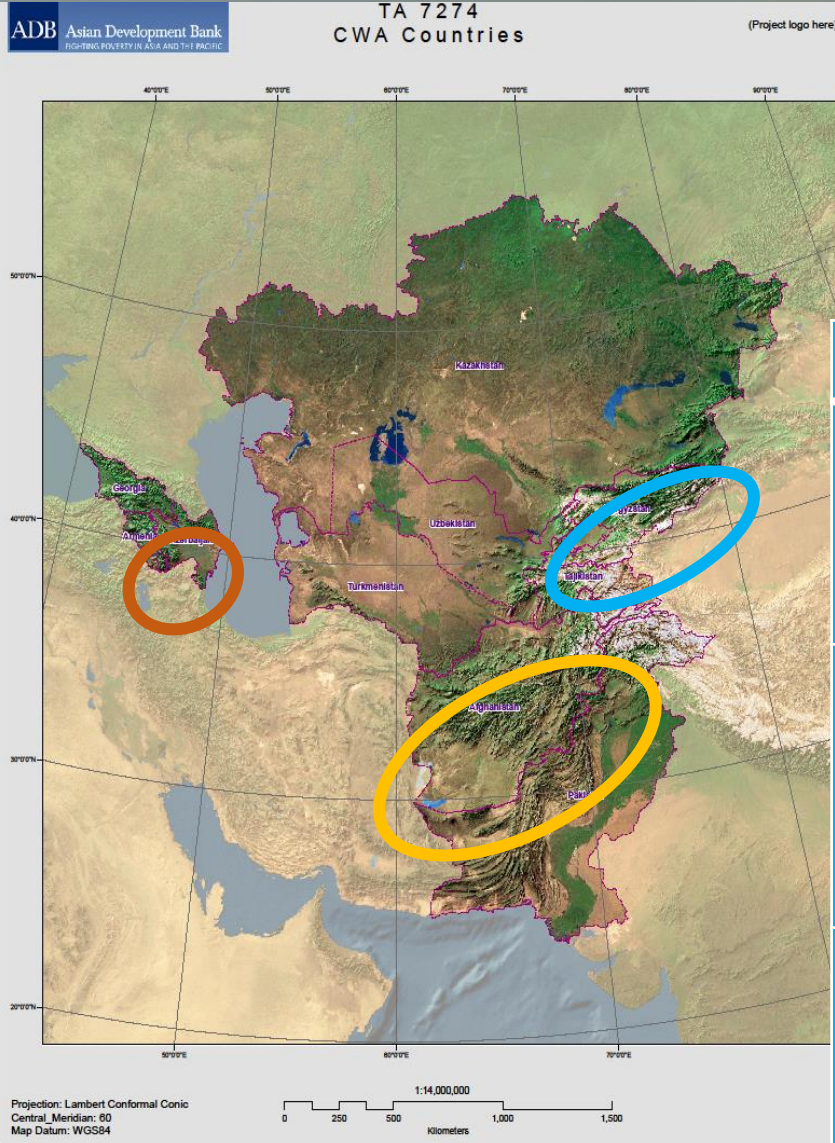 ADB Asian Development Bank
FIGHTING POVERTY IN ASIA AND THE PACIFIC
TA 7274
CWA Countries
(Project logo here)
40°0'0"E 50°0'0"E 60°0'0"E 70°0'0"E 80°0'0"E 90°0'0"E
50°0'0"N
Kazakhstan
Georgia
40°0'0"N
Uzbekistan
Turkmenistan
Tajikistan
Afghanistan
30°0'0"N
20°0'0"N
50°0'0"E 60°0'0"E 70°0'0"E
Projection: Lambert Conformal Conic
Central_Meridian: 60
Map Datum: WGS84
1:14,000,000
0 250 500 1,000 1,500
Kilometers